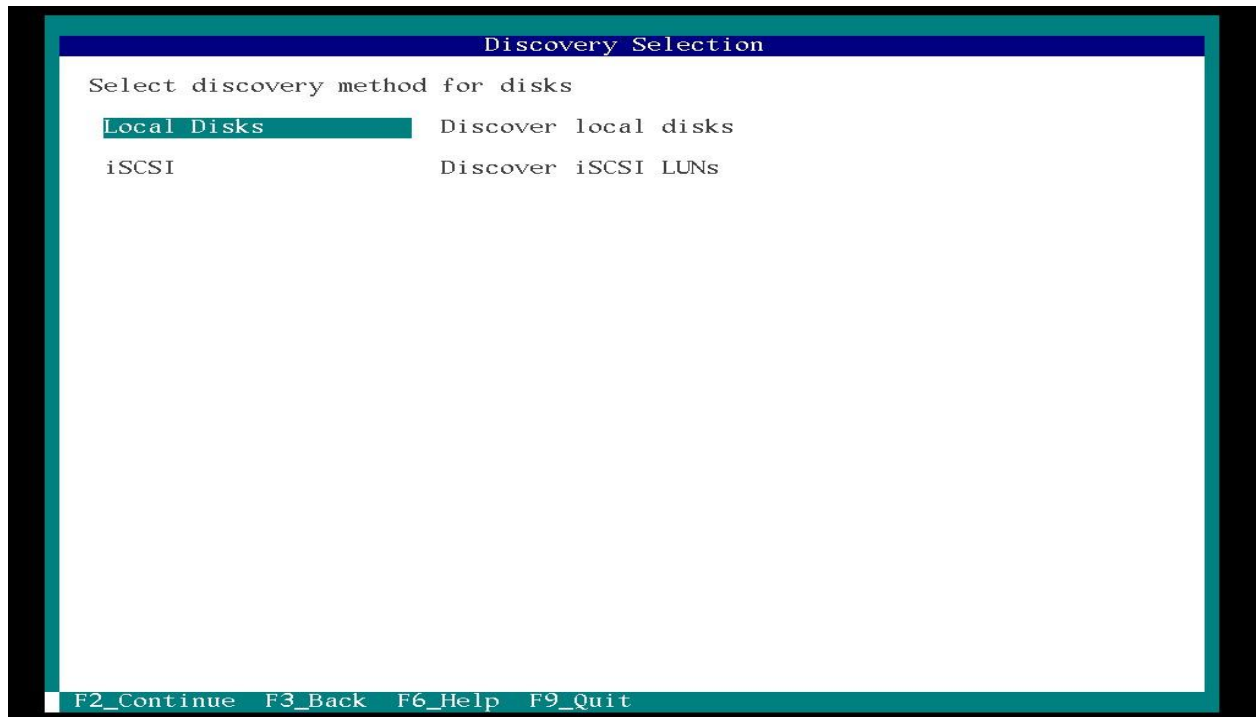 Discovery Selection
Select discovery method for disks
Local Disks Discover local disks
iSCSI Discover iSCSI LUNs
F2_Continue F3_Back F6_Help F9_Quit